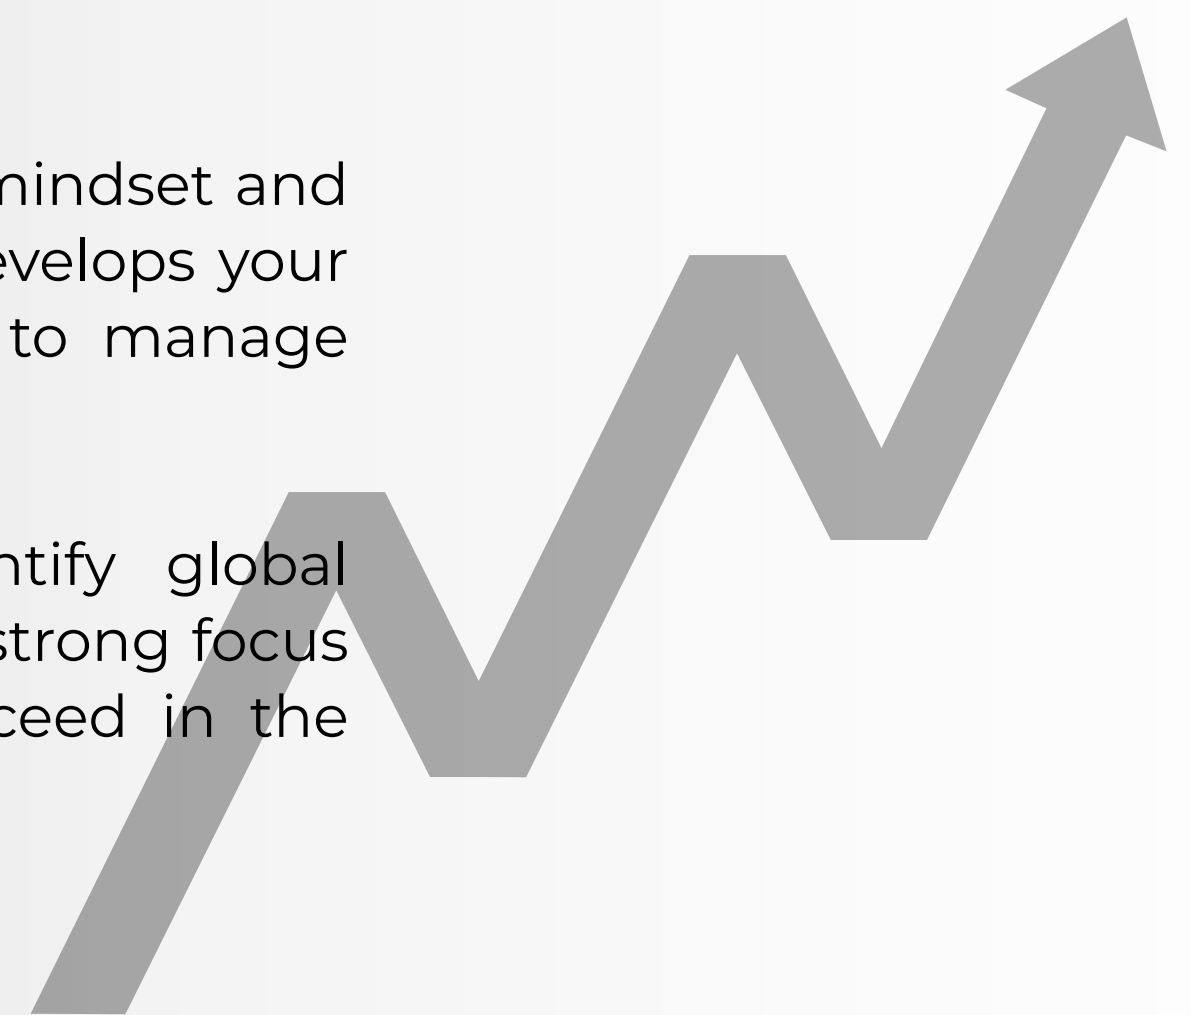 mindset and
evelops your
to manage
ntify global
strong focus
ceed in the